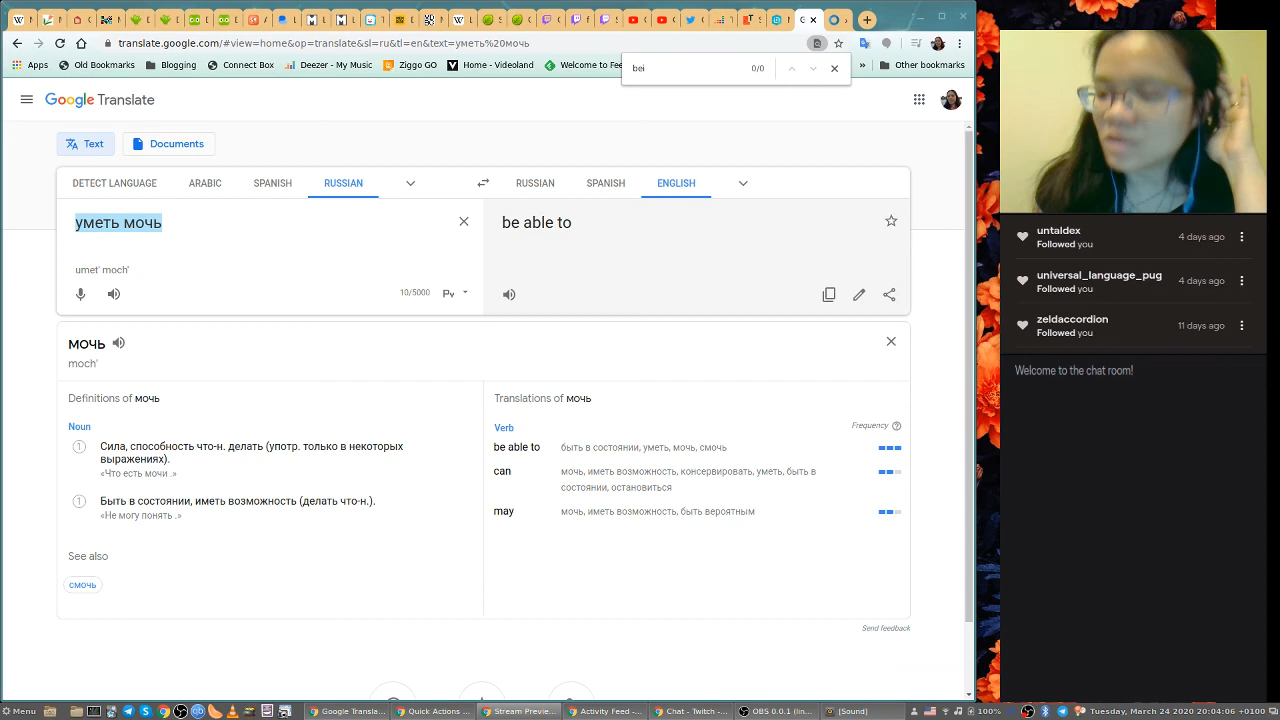 translate.google.com/#view=home&op=translate&sl=ru&tl=en&text=уметь%20мочь
bei
0/0
Apps
Old Bookmarks
Blogging
Connect Box
Deezer - My Music
Ziggo GO
Home - Videoland
Welcome to Fee
Other bookmarks
Google Translate
Text
Documents
DETECT LANGUAGE
ARABIC
SPANISH
RUSSIAN
RUSSIAN
SPANISH
ENGLISH
уметь мочь
be able to
umet' moch'
10/5000
мочь
moch'
Definitions of мочь
Noun
1 Сила, способность что-н. делать (употр. только в некоторых
выражениях).
«Что есть мочи .»
1 Быть в состоянии, иметь возможность (делать что-н.).
«Не могу понять .»
See also
смочь
Translations of мочь
Verb
Frequency
be able to быть в состоянии, уметь, мочь, смочь
can мочь, иметь возможность, консервировать, уметь, быть в
состоянии, остановиться
may мочь, иметь возможность, быть вероятным
Send feedback
untaldex
Followed you
4 days ago
universal_language_pug
Followed you
4 days ago
zeldaccordion
Followed you
11 days ago
Welcome to the chat room!
Menu
Google Transla...
Quick Actions ...
Stream Previe...
Activity Feed -...
Chat - Twitch -...
OBS 0.0.1 (linu...
[Sound]
100%
Tuesday, March 24 2020 20:04:06 +0100